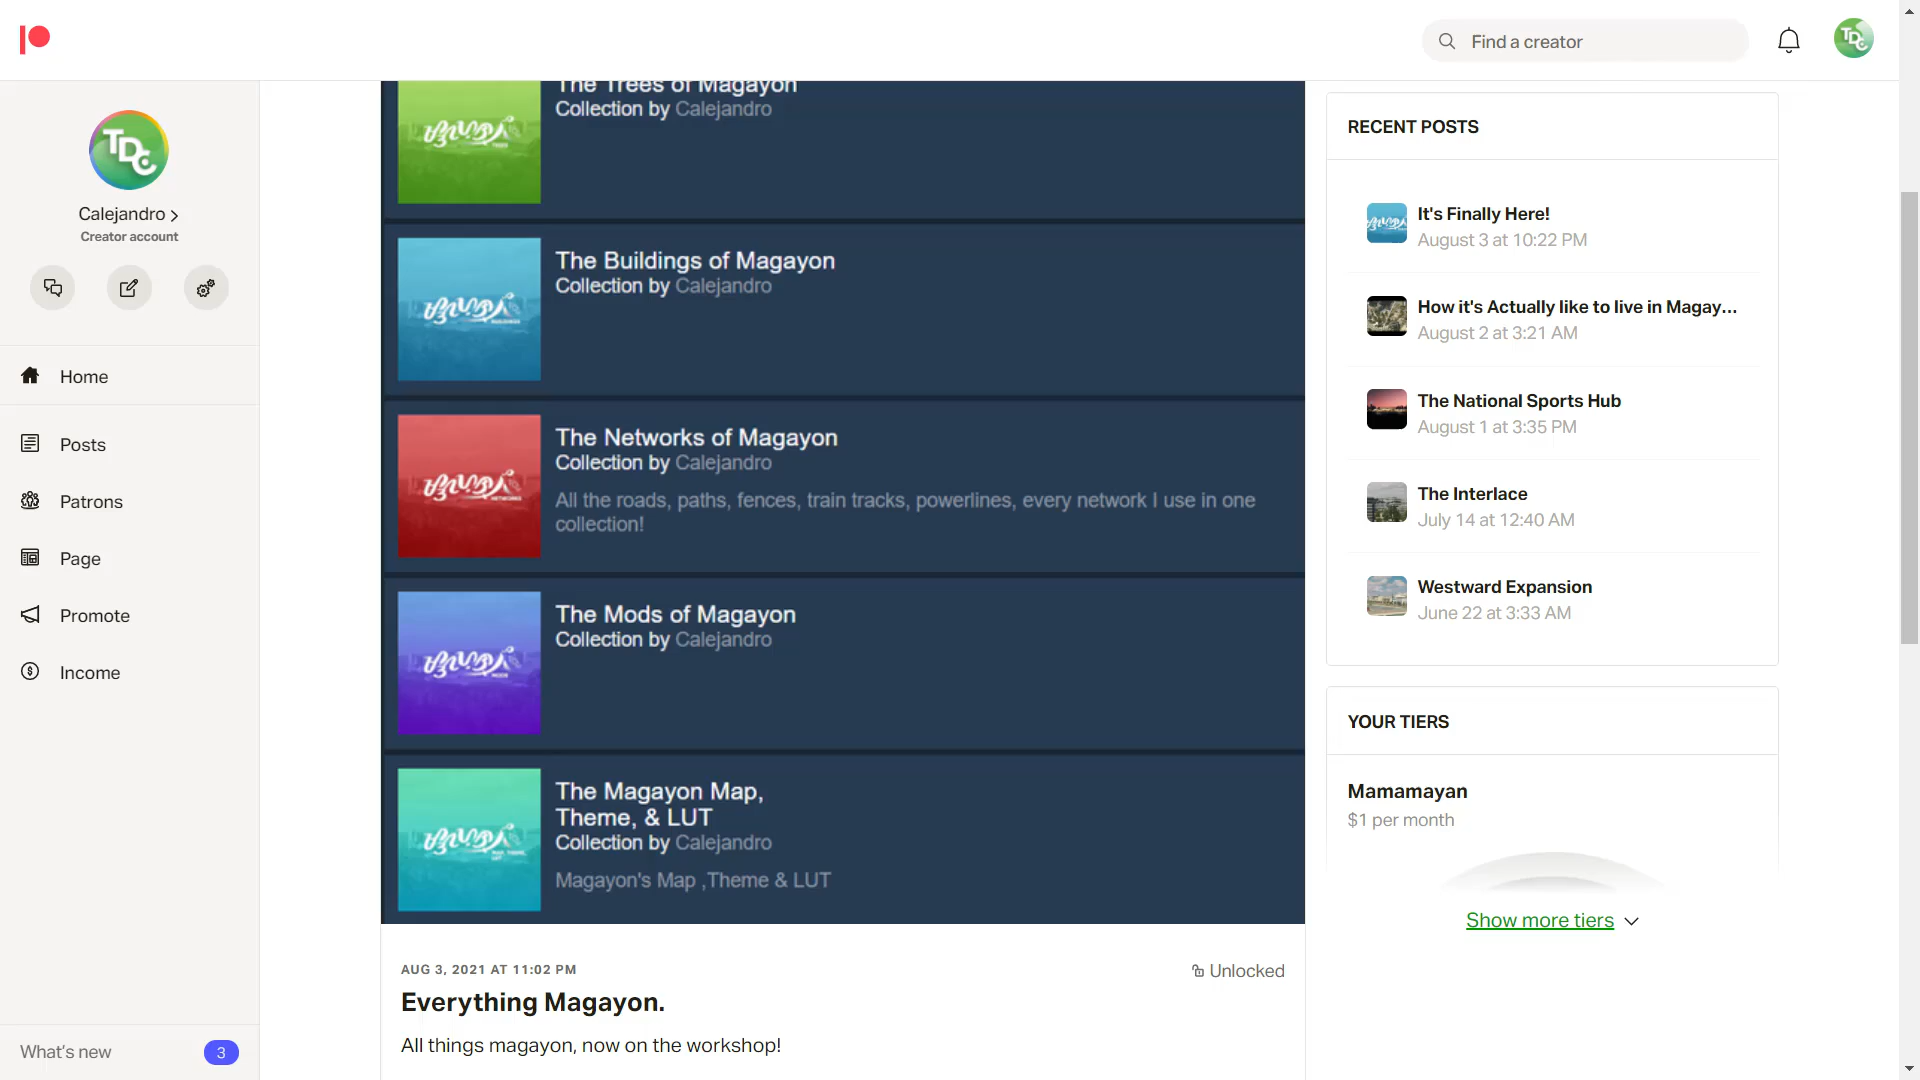 Find a creator
TDC
TDC
Calejandro
Creator account
Home
Posts
Patrons
Page
Promote
Income
What's new
3
The Trees of Magayon
Collection by Calejandro
The Buildings of Magayon
Collection by Calejandro
The Networks of Magayon
Collection by Calejandro
All the roads, paths, fences, train tracks, powerlines, every network I use in one
collection!
The Mods of Magayon
Collection by Calejandro
The Magayon Map,
Theme, & LUT
Collection by Calejandro
Magayon's Map ,Theme & LUT
AUG 3, 2021 AT 11:02 PM
Unlocked
Everything Magayon.
All things magayon, now on the workshop!
RECENT POSTS
It's Finally Here!
August 3 at 10:22 PM
How it's Actually like to live in Magay...
August 2 at 3:21 AM
The National Sports Hub
August 1 at 3:35 PM
The Interlace
July 14 at 12:40 AM
Westward Expansion
June 22 at 3:33 AM
YOUR TIERS
Mamamayan
$1 per month
Show more tiers